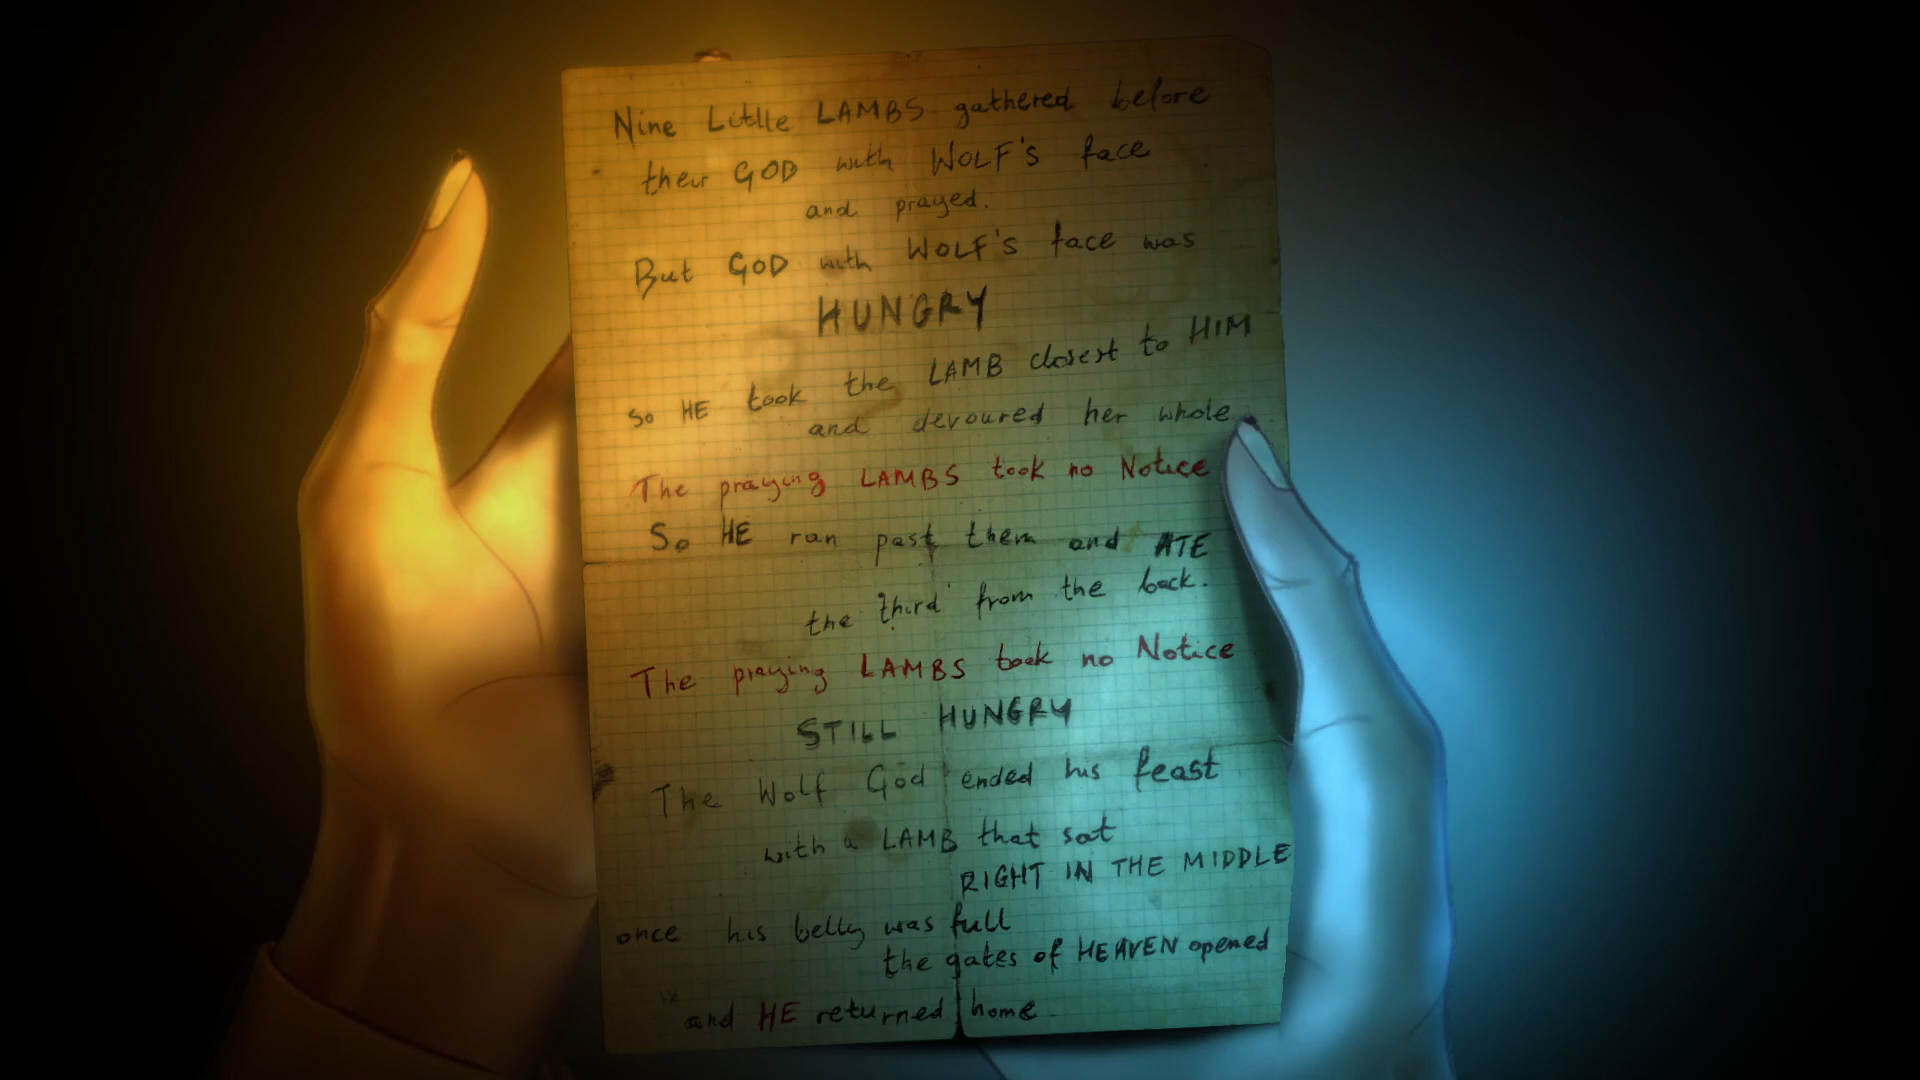 Nine Litlle LAMBS gathered before
their GOD with WOLF'S face
and prayed.
But GOD with WOLF'S face was
HUNGRY
So HE took the LAMB closest to HIM
and devoured her whole
The praying LAMBS took no Notice
So HE ran past them and ATE
the third from the back.
The praying LAMBS took no Notice
STILL HUNGRY
The Wolf God ended his feast
with a LAMB that sat
RIGHT IN THE MIDDLE
once his belly was full
the gates of HEAVEN opened
and HE returned home